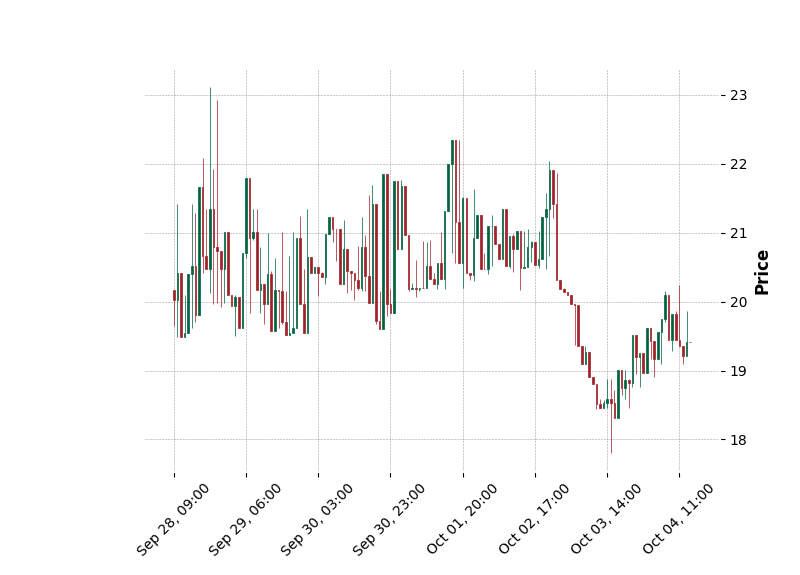 23
22
21
20
19
18
Price
Sep 28, 09:00
Sep 29, 06:00
Sep 30, 03:00
Sep 30, 23:00
Oct 01, 20:00
Oct 02, 17:00
Oct 03, 14:00
Oct 04, 11:00